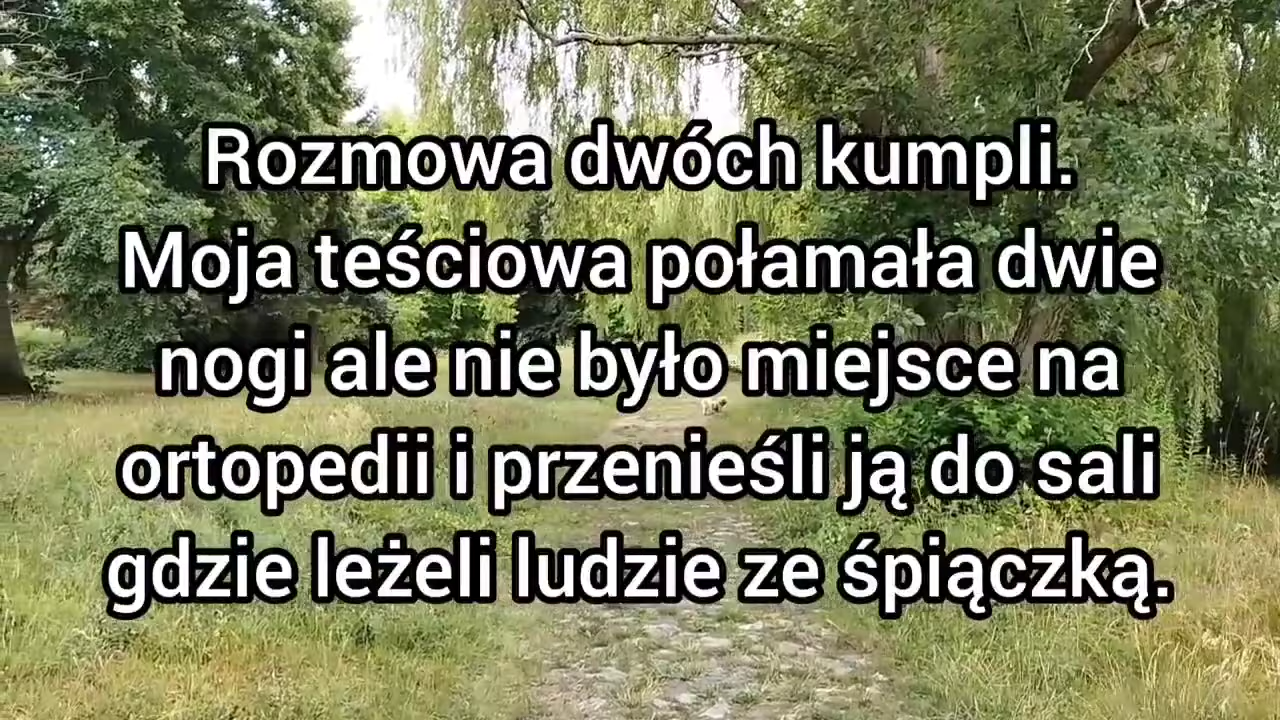 Rozmowa dwóch kumpli.
Moja teściowa połamała dwie
nogi ale nie było miejsce na
ortopedii i przenieśli ją do sali
gdzie leżeli ludzie ze śpiączką.